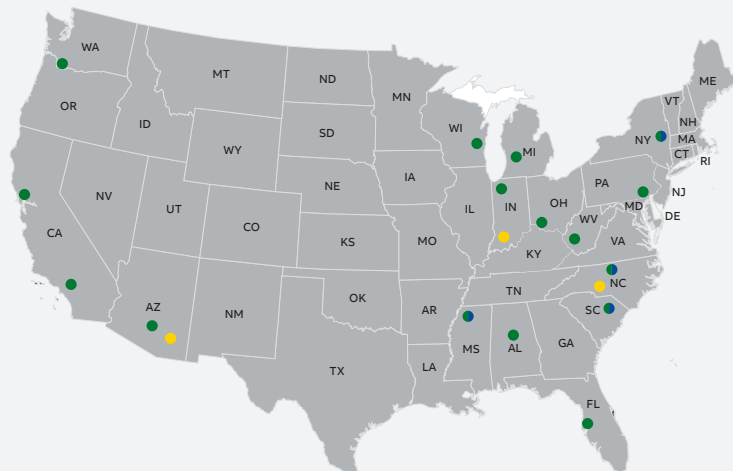 WA
MT
ND
MN
ME
VT
NH
OR
ID
SD
WI
MI
NY
MA
CT
RI
WY
NE
IA
PA
NJ
NV
UT
CO
IL
IN
OH
MD
DE
WV
VA
CA
KS
MO
KY
AZ
NM
OK
AR
TN
NC
SC
MS
AL
GA
TX
LA
FL